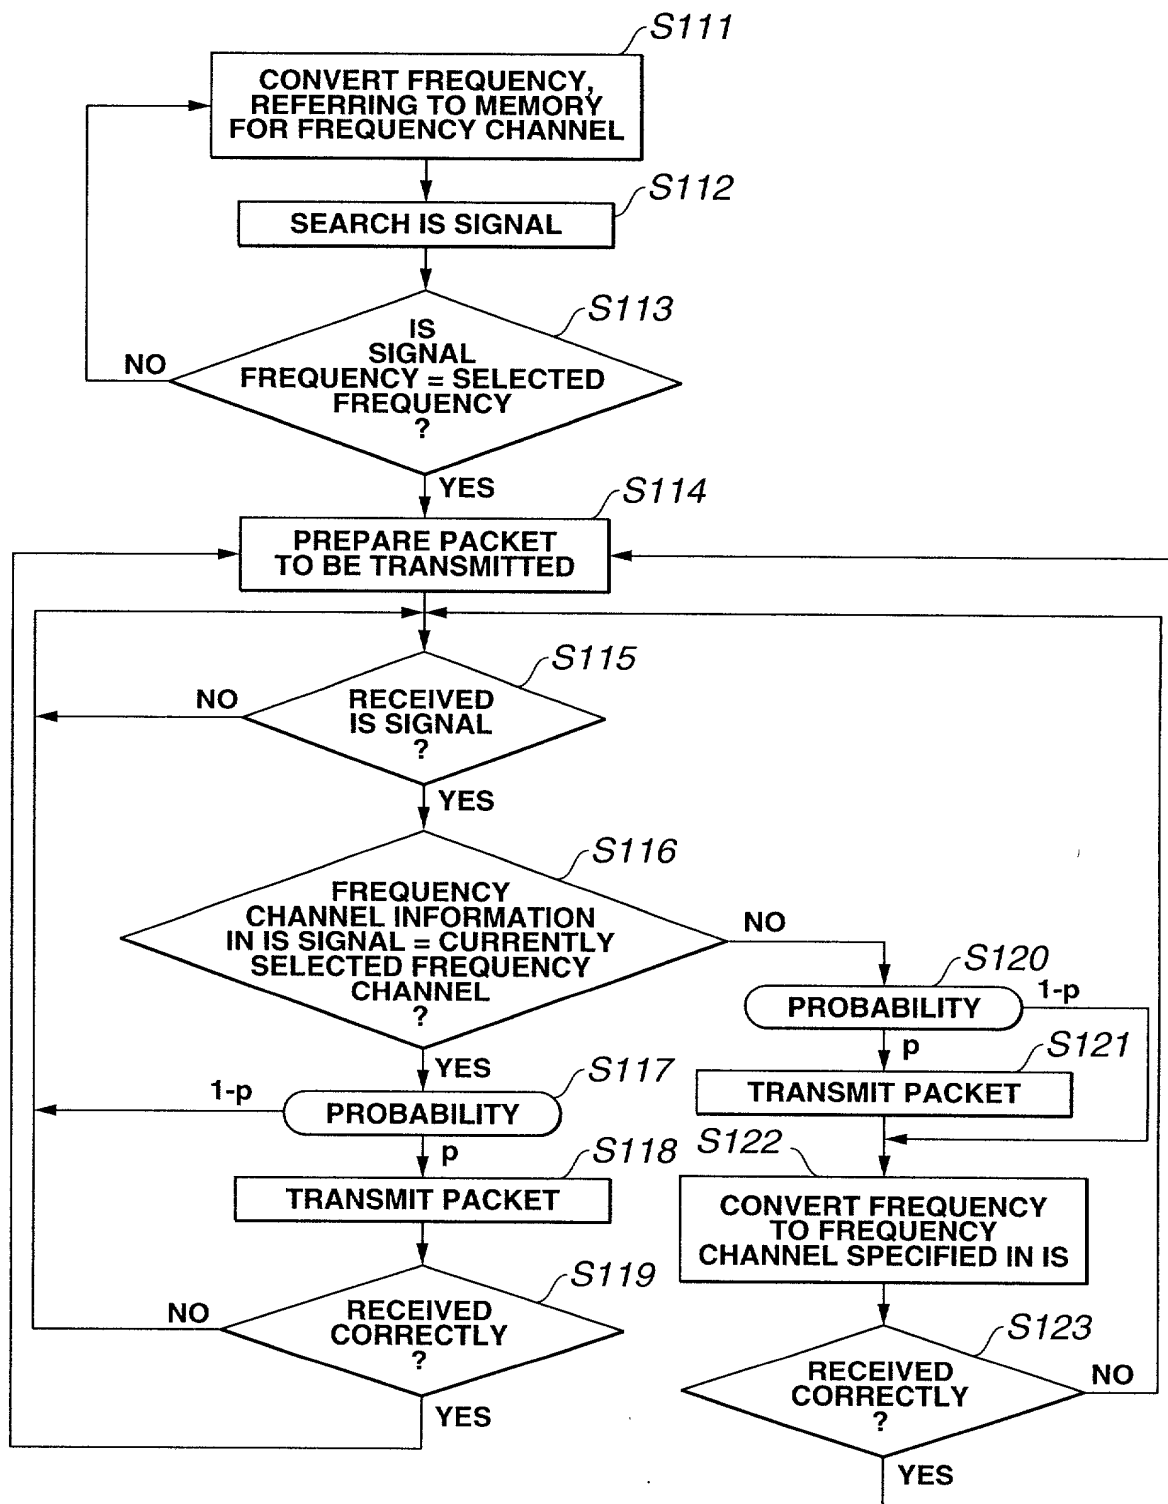 S111
CONVERT FREQUENCY,
REFERRING TO MEMORY
FOR FREQUENCY CHANNEL
S112
SEARCH IS SIGNAL
S113
IS
SIGNAL
FREQUENCY = SELECTED
FREQUENCY
?
NO
YES
S114
PREPARE PACKET
TO BE TRANSMITTED
S115
RECEIVED
IS SIGNAL
?
NO
YES
S116
FREQUENCY
CHANNEL INFORMATION
IN IS SIGNAL = CURRENTLY
SELECTED FREQUENCY
CHANNEL
?
NO
YES
S117
PROBABILITY
1-p
p
S118
TRANSMIT PACKET
S119
RECEIVED
CORRECTLY
?
NO
YES
S120
PROBABILITY
1-p
p
S121
TRANSMIT PACKET
S122
CONVERT FREQUENCY
TO FREQUENCY
CHANNEL SPECIFIED IN IS
S123
RECEIVED
CORRECTLY
?
NO
YES